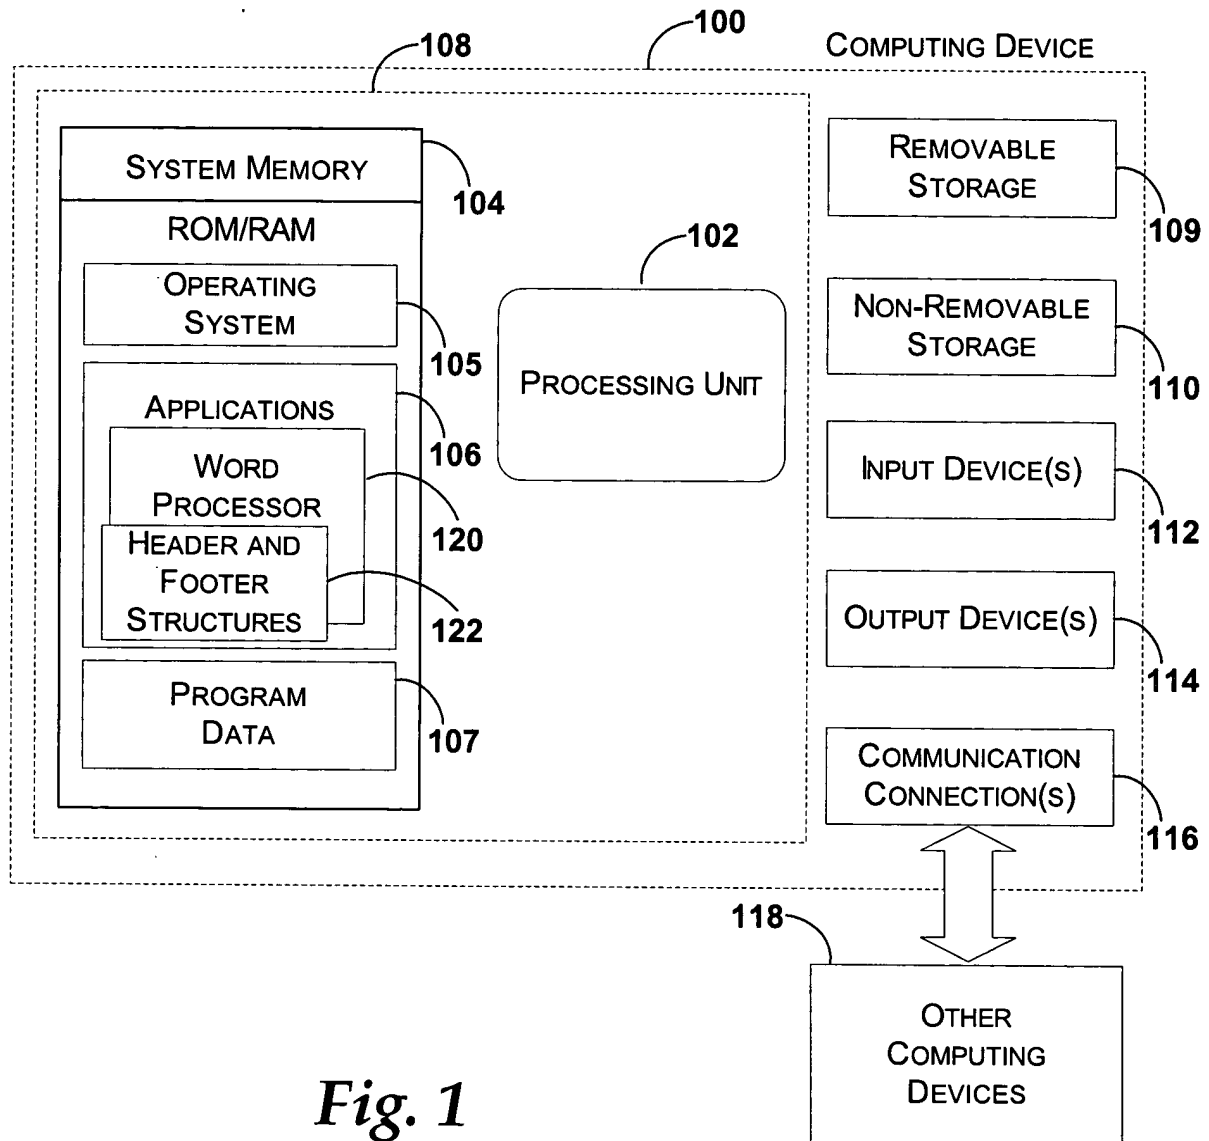 100
COMPUTING DEVICE
108
SYSTEM MEMORY
104
ROM/RAM
OPERATING
SYSTEM
105
APPLICATIONS
106
WORD
PROCESSOR
120
HEADER AND
FOOTER
STRUCTURES
122
PROGRAM
DATA
107
102
PROCESSING UNIT
REMOVABLE
STORAGE
109
NON-REMOVABLE
STORAGE
110
INPUT DEVICE(S)
112
OUTPUT DEVICE(S)
114
COMMUNICATION
CONNECTION(S)
116
118
OTHER
COMPUTING
DEVICES
Fig. 1